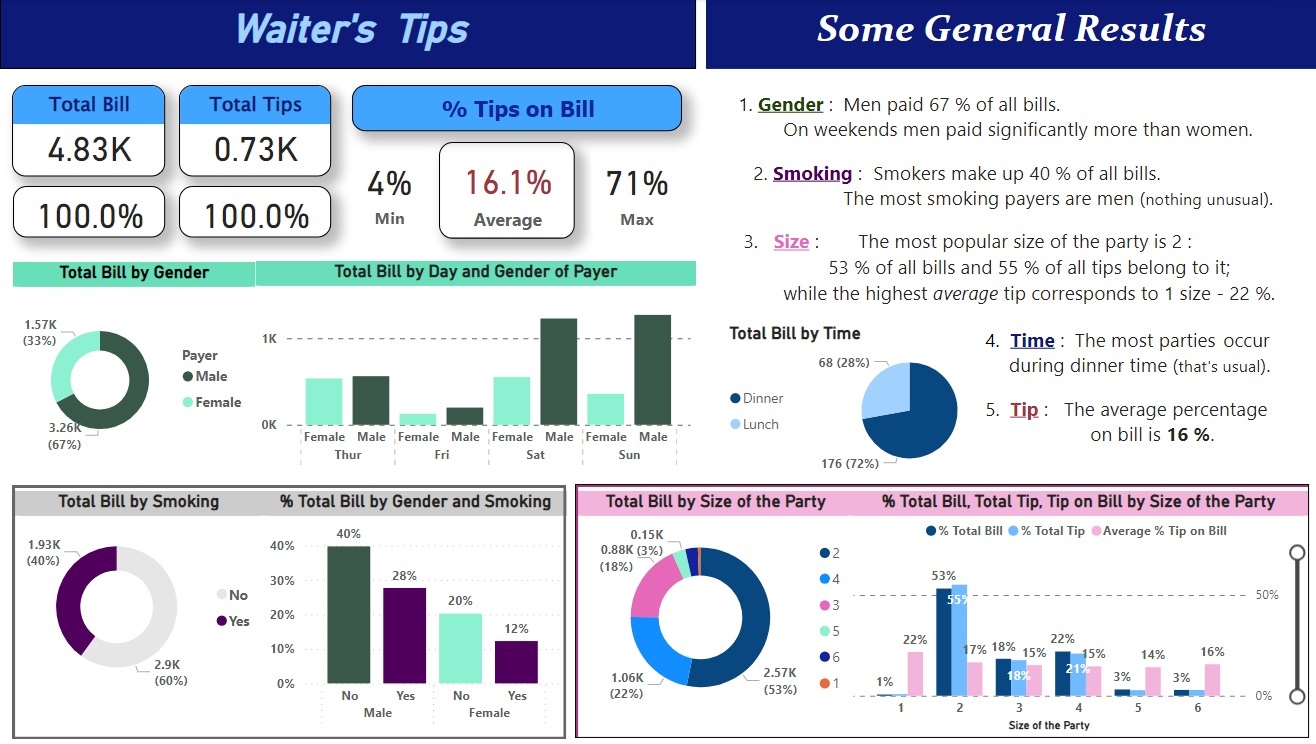 Waiter's Tips
Some General Results
Total Bill
4.83K
100.0%
Total Tips
0.73K
100.0%
% Tips on Bill
4%
Min
16.1%
Average
71%
Max
1. Gender : Men paid 67 % of all bills.
On weekends men paid significantly more than women.
2. Smoking : Smokers make up 40 % of all bills.
The most smoking payers are men (nothing unusual).
3. Size : The most popular size of the party is 2 :
53 % of all bills and 55 % of all tips belong to it;
while the highest average tip corresponds to 1 size - 22 %.
Total Bill by Gender
1.57K
(33%)
3.26K
(67%)
Payer
Male
Female
Total Bill by Day and Gender of Payer
1K
0K
Female Male Female Male Female Male Female Male
Thur Fri Sat Sun
Total Bill by Time
Dinner
Lunch
68 (28%)
176 (72%)
4. Time : The most parties occur
during dinner time (that's usual).
5. Tip : The average percentage
on bill is 16 %.
Total Bill by Smoking
1.93K
(40%)
2.9K
(60%)
No
Yes
% Total Bill by Gender and Smoking
40%
30%
20%
10%
0%
40%
28%
20%
12%
No Yes No Yes
Male Female
Total Bill by Size of the Party
0.15K
(3%)
0.88K
(18%)
1.06K
(22%)
2.57K
(53%)
2
4
3
5
6
1
% Total Bill, Total Tip, Tip on Bill by Size of the Party
% Total Bill % Total Tip Average % Tip on Bill
50%
0%
1% 22%
53% 55% 17%
18% 18% 15%
22% 21% 15%
3% 14%
3% 16%
1 2 3 4 5 6
Size of the Party